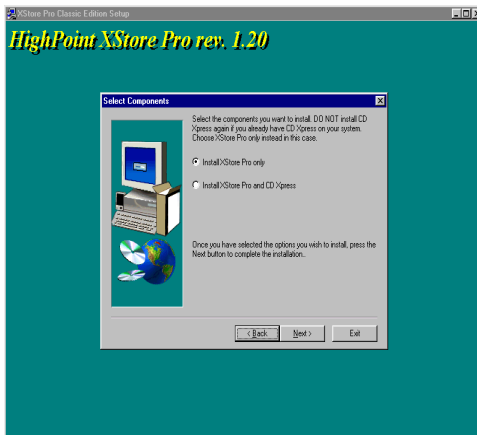 XStore Pro Classic Edition Setup
HighPoint XStore Pro rev. 1.20
Select Components
Select the components you want to install. DO NOT install CD
Xpress again if you already have CD Xpress on your system.
Choose XStore Pro only instead in this case.
Install XStore Pro only
Install XStore Pro and CD Xpress
Once you have selected the options you wish to install, press the
Next button to complete the installation..
< Back
Next >
Exit